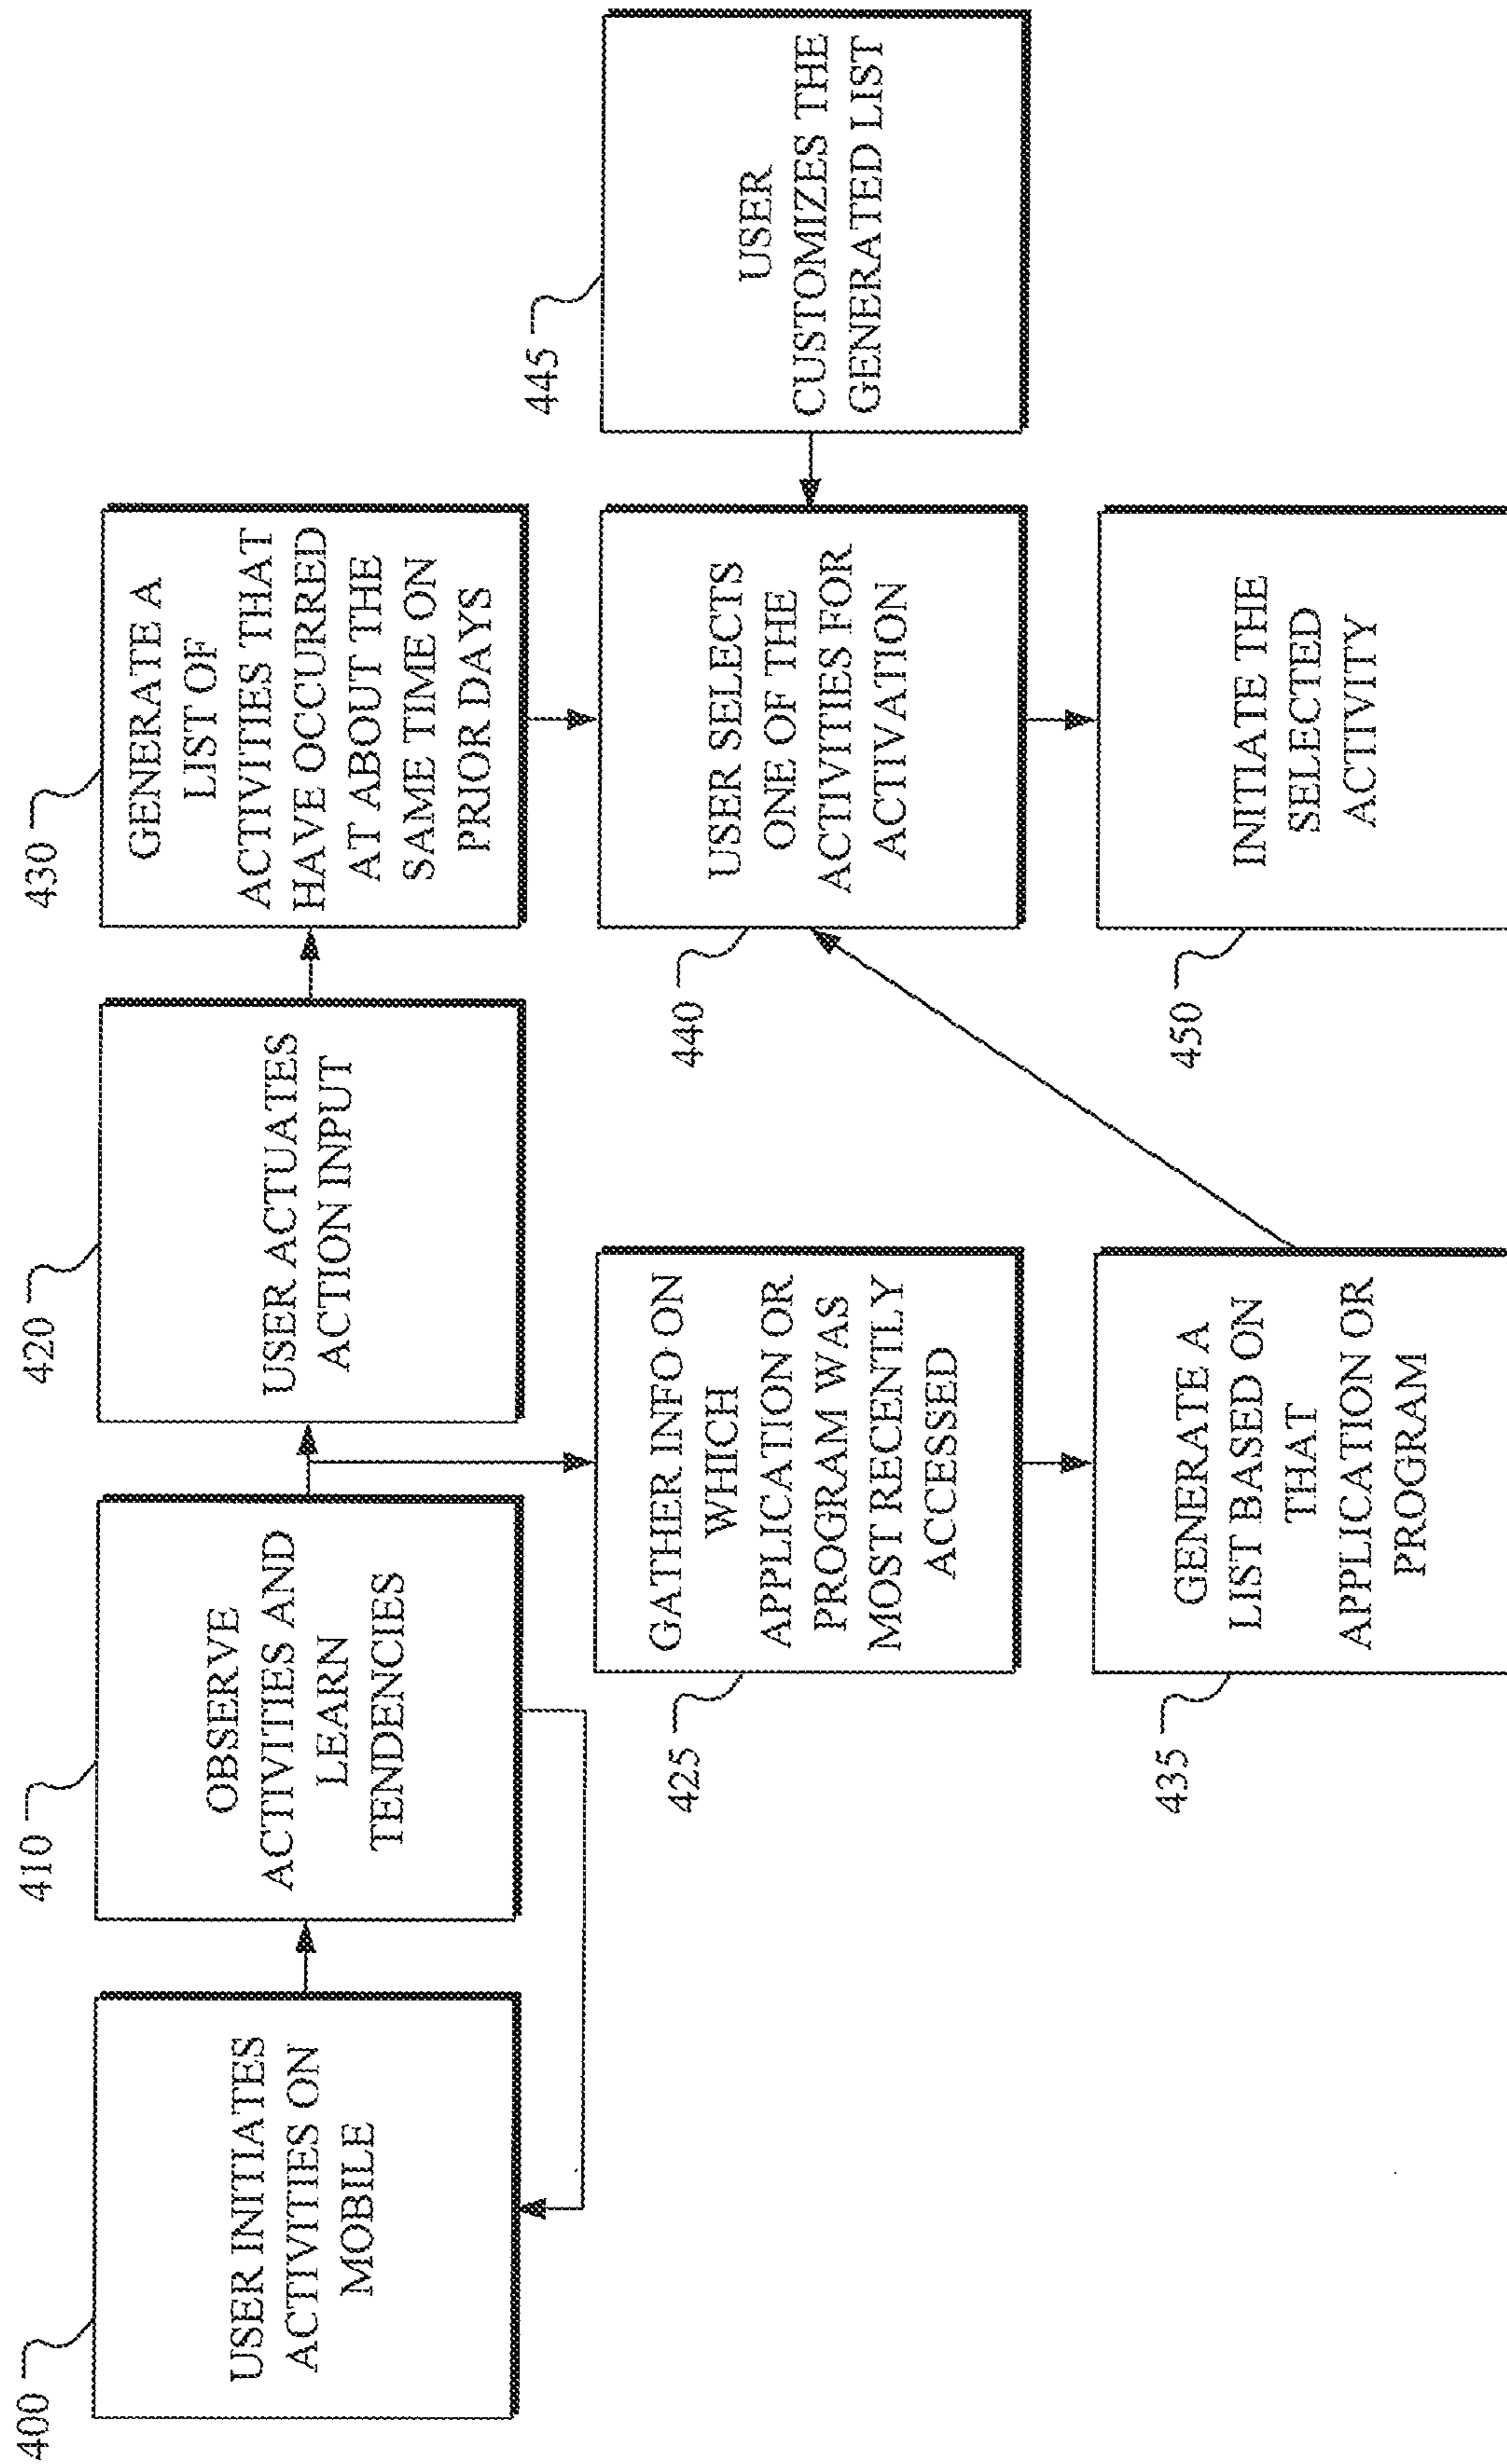 400
USER INITIATES
ACTIVITIES ON
MOBILE
410
OBSERVE
ACTIVITIES AND
LEARN
TENDENCIES
420
USER ACTUATES
ACTION INPUT
430
GENERATE A
LIST OF
ACTIVITIES THAT
HAVE OCCURRED
AT ABOUT THE
SAME TIME ON
PRIOR DAYS
425
GATHER INFO ON
WHICH
APPLICATION OR
PROGRAM WAS
MOST RECENTLY
ACCESSED
440
USER SELECTS
ONE OF THE
ACTIVITIES FOR
ACTIVATION
445
USER
CUSTOMIZES THE
GENERATED LIST
435
GENERATE A
LIST BASED ON
THAT
APPLICATION OR
PROGRAM
450
INITIATE THE
SELECTED
ACTIVITY